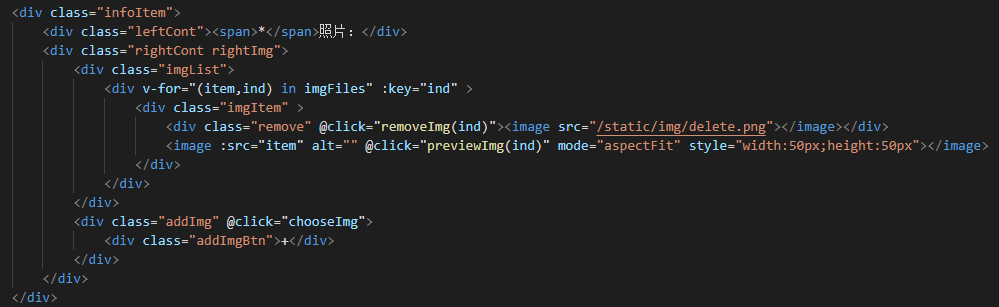 <div class="infoItem">
<div class="leftCont"><span>*</span>照片：</div>
<div class="rightCont rightImg">
<div class="imgList">
<div v-for="(item,ind) in imgFiles" :key="ind" >
<div class="imgItem" >
<div class="remove" @click="removeImg(ind)"><image src="/static/img/delete.png"></image></div>
<image :src="item" alt="" @click="previewImg(ind)" mode="aspectFit" style="width:50px;height:50px"></image>
</div>
</div>
</div>
<div class="addImg" @click="chooseImg">
<div class="addImgBtn">+</div>
</div>
</div>
</div>